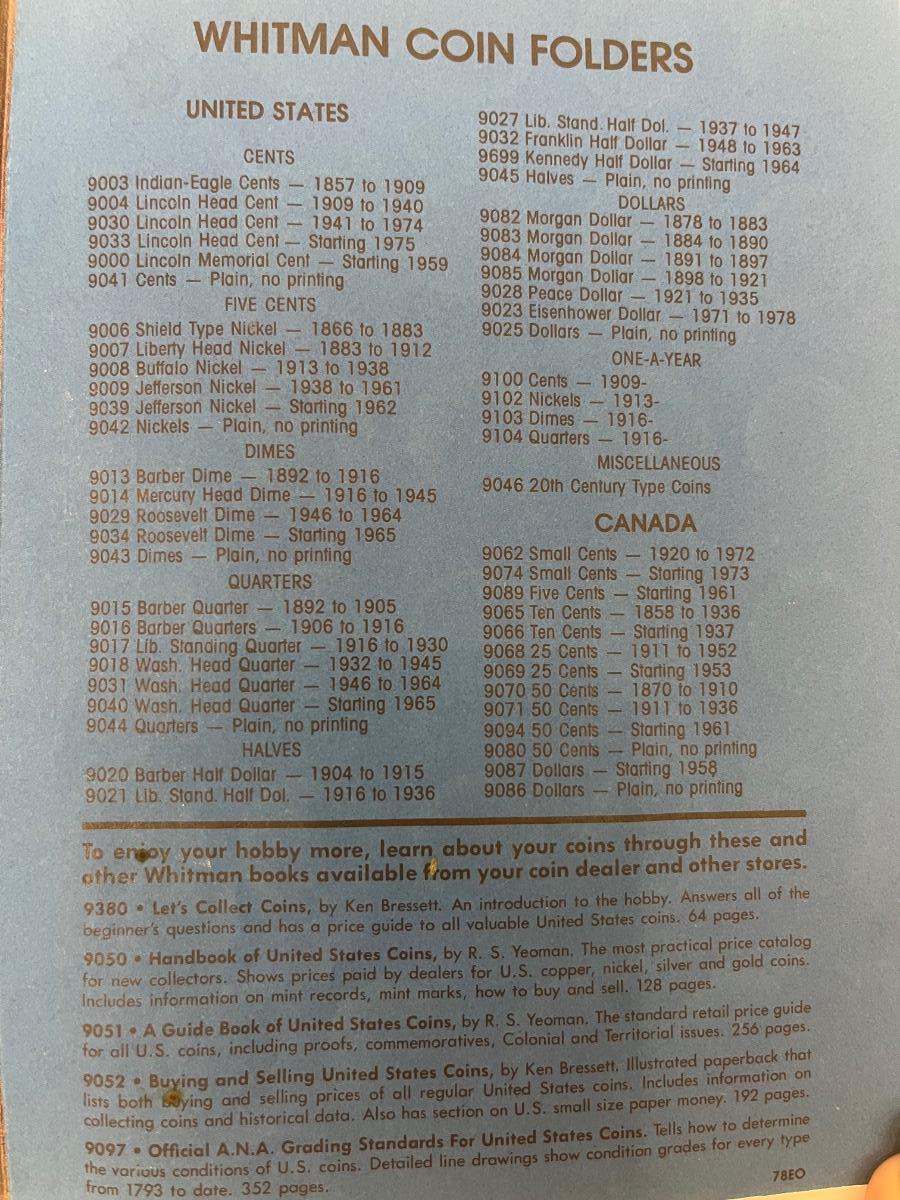 WHITMAN COIN FOLDERS
UNITED STATES
CENTS
9003 Indian-Eagle Cents — 1857 to 1909
9004 Lincoln Head Cent — 1909 to 1940
9030 Lincoln Head Cent — 1941 to 1974
9033 Lincoln Head Cent — Starting 1975
9000 Lincoln Memorial Cent — Starting 1959
9041 Cents — Plain, no printing
FIVE CENTS
9006 Shield Type Nickel — 1866 to 1883
9007 Liberty Head Nickel — 1883 to 1912
9008 Buffalo Nickel — 1913 to 1938
9009 Jefferson Nickel — 1938 to 1961
9039 Jefferson Nickel — Starting 1962
9042 Nickels — Plain, no printing
DIMES
9013 Barber Dime — 1892 to 1916
9014 Mercury Head Dime — 1916 to 1945
9029 Roosevelt Dime — 1946 to 1964
9034 Roosevelt Dime — Starting 1965
9043 Dimes — Plain, no printing
QUARTERS
9015 Barber Quarter — 1892 to 1905
9016 Barber Quarters — 1906 to 1916
9017 Lib. Standing Quarter — 1916 to 1930
9018 Wash. Head Quarter — 1932 to 1945
9031 Wash. Head Quarter — 1946 to 1964
9040 Wash. Head Quarter — Starting 1965
9044 Quarters — Plain, no printing
HALVES
9020 Barber Half Dollar — 1904 to 1915
9021 Lib. Stand. Half Dol. — 1916 to 1936
9027 Lib. Stand. Half Dol. — 1937 to 1947
9032 Franklin Half Dollar — 1948 to 1963
9699 Kennedy Half Dollar — Starting 1964
9045 Halves — Plain, no printing
DOLLARS
9082 Morgan Dollar — 1878 to 1883
9083 Morgan Dollar — 1884 to 1890
9084 Morgan Dollar — 1891 to 1897
9085 Morgan Dollar — 1898 to 1921
9028 Peace Dollar — 1921 to 1935
9023 Eisenhower Dollar — 1971 to 1978
9025 Dollars — Plain, no printing
ONE-A-YEAR
9100 Cents — 1909-
9102 Nickels — 1913-
9103 Dimes — 1916-
9104 Quarters — 1916-
MISCELLANEOUS
9046 20th Century Type Coins
CANADA
9062 Small Cents — 1920 to 1972
9074 Small Cents — Starting 1973
9089 Five Cents — Starting 1961
9065 Ten Cents — 1858 to 1936
9066 Ten Cents — Starting 1937
9068 25 Cents — 1911 to 1952
9069 25 Cents — Starting 1953
9070 50 Cents — 1870 to 1910
9071 50 Cents — 1911 to 1936
9094 50 Cents — Starting 1961
9080 50 Cents — Plain, no printing
9087 Dollars — Starting 1958
9086 Dollars — Plain, no printing
To enjoy your hobby more, learn about your coins through these and
other Whitman books available from your coin dealer and other stores.
9380 • Let's Collect Coins, by Ken Bressett. An introduction to the hobby. Answers all of the
beginner's questions and has a price guide to all valuable United States coins. 64 pages.
9050 • Handbook of United States Coins, by R. S. Yeoman. The most practical price catalog
for new collectors. Shows prices paid by dealers for U.S. copper, nickel, silver and gold coins.
Includes information on mint records, mint marks, how to buy and sell. 128 pages.
9051 • A Guide Book of United States Coins, by R. S. Yeoman. The standard retail price guide
for all U.S. coins, including proofs, commemoratives, Colonial and Territorial issues. 256 pages.
9052 • Buying and Selling United States Coins, by Ken Bressett. Illustrated paperback that
lists both buying and selling prices of all regular United States coins. Includes information on
collecting coins and historical data. Also has section on U.S. small size paper money. 192 pages.
9097 • Official A.N.A. Grading Standards For United States Coins. Tells how to determine
the various conditions of U.S. coins. Detailed line drawings show condition grades for every type
from 1793 to date. 352 pages.
78EO